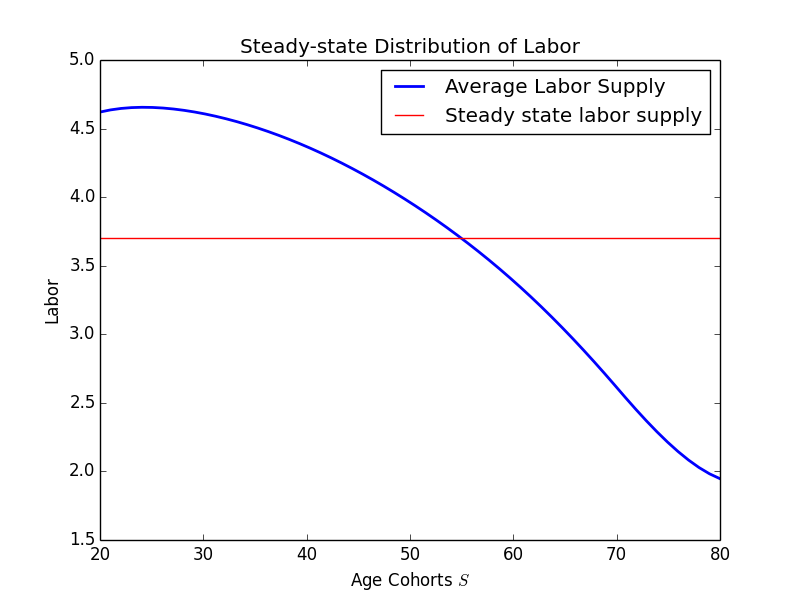 Steady-state Distribution of Labor
Average Labor Supply
Steady state labor supply
Labor
5.0
4.5
4.0
3.5
3.0
2.5
2.0
1.5
20 30 40 50 60 70 80
Age Cohorts S